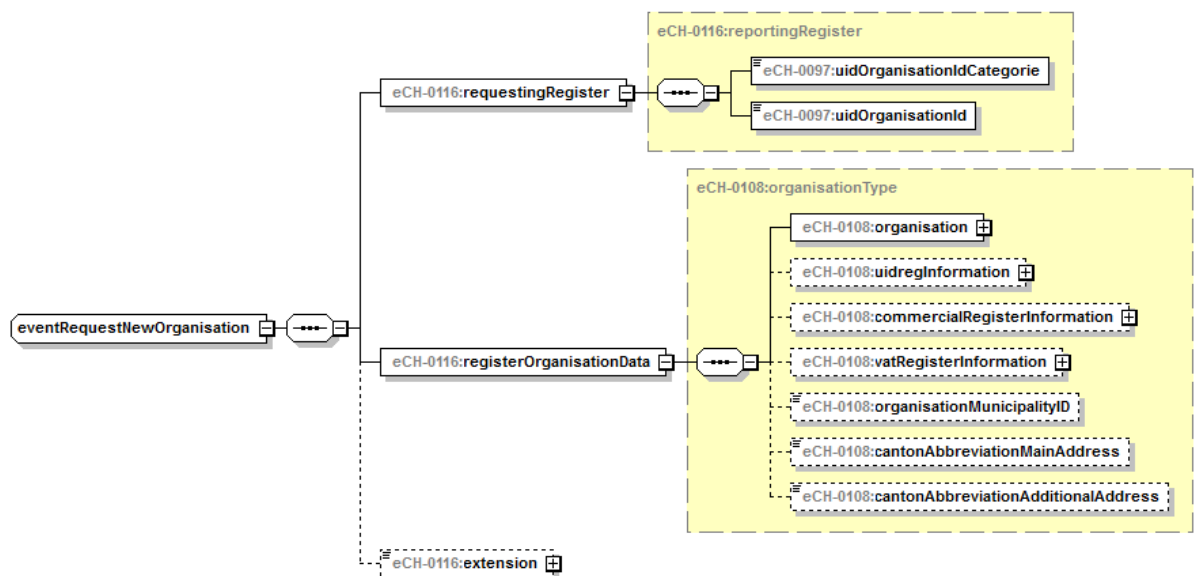 eCH-0116:reportingRegister
eCH-0097:uidOrganisationIdCategorie
eCH-0116:requestingRegister
eCH-0097:uidOrganisationId
eCH-0108:organisationType
eCH-0108:organisation
eCH-0108:uidregInformation
eCH-0108:commercialRegisterInformation
eventRequestNewOrganisation
eCH-0116:registerOrganisationData
eCH-0108:vatRegisterInformation
eCH-0108:organisationMunicipalityID
eCH-0108:cantonAbbreviationMainAddress
eCH-0108:cantonAbbreviationAdditionalAddress
eCH-0116:extension